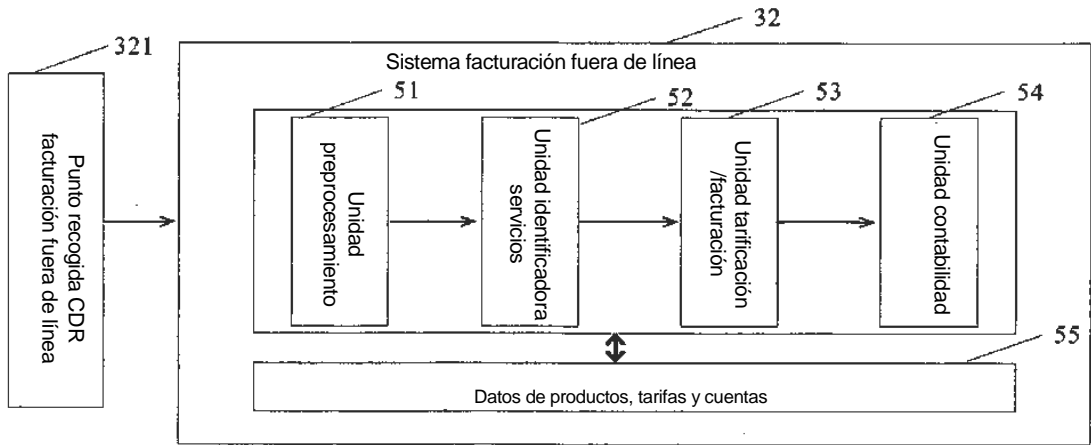 32
321
Sistema facturación fuera de línea
51
52
53
54
Punto recogida CDR
facturación fuera de línea
Unidad
preprocesamiento
Unidad identificadora
servicios
Unidad tarificación
/facturación
Unidad contabilidad
55
Datos de productos, tarifas y cuentas